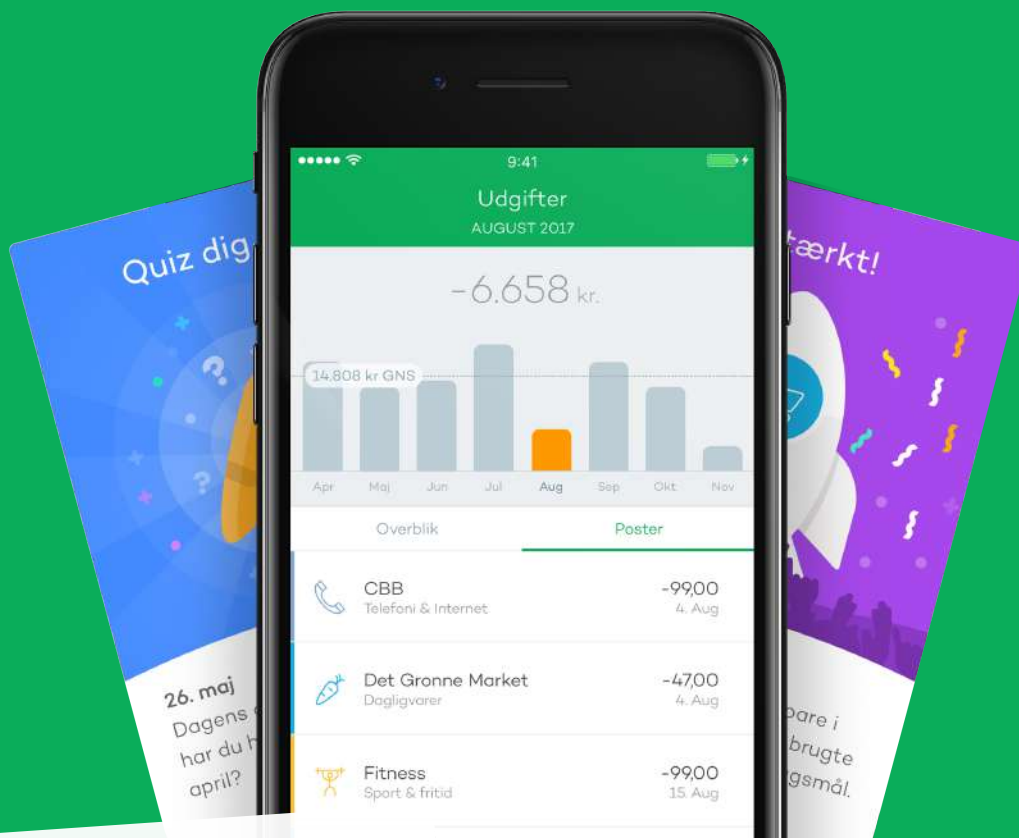 9:41
Udgifter
AUGUST 2017
-6.658 kr.
14.808 kr GNS
Apr Maj Jun Jul Aug Sep Okt Nov
Overblik Poster
CBB -99,00
Telefoni & Internet 4. Aug
Det Gronne Market -47,00
Dagligvarer 4. Aug
Fitness -99,00
Sport & fritid 15. Aug
Quiz dig
26. maj
Dagens
har du h
april?
tærkt!
pare i
brugte
gsmål.